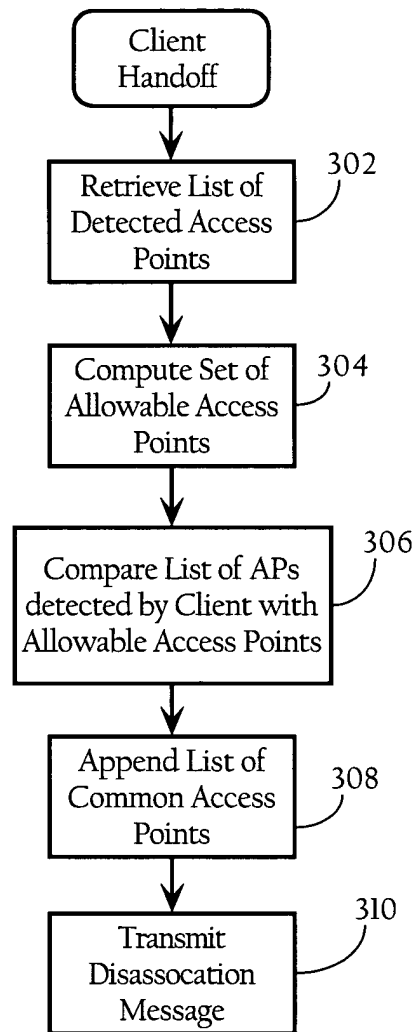 Client
Handoff
302
Retrieve List of
Detected Access
Points
304
Compute Set of
Allowable Access
Points
306
Compare List of APs
detected by Client with
Allowable Access Points
308
Append List of
Common Access
Points
310
Transmit
Disassocation
Message